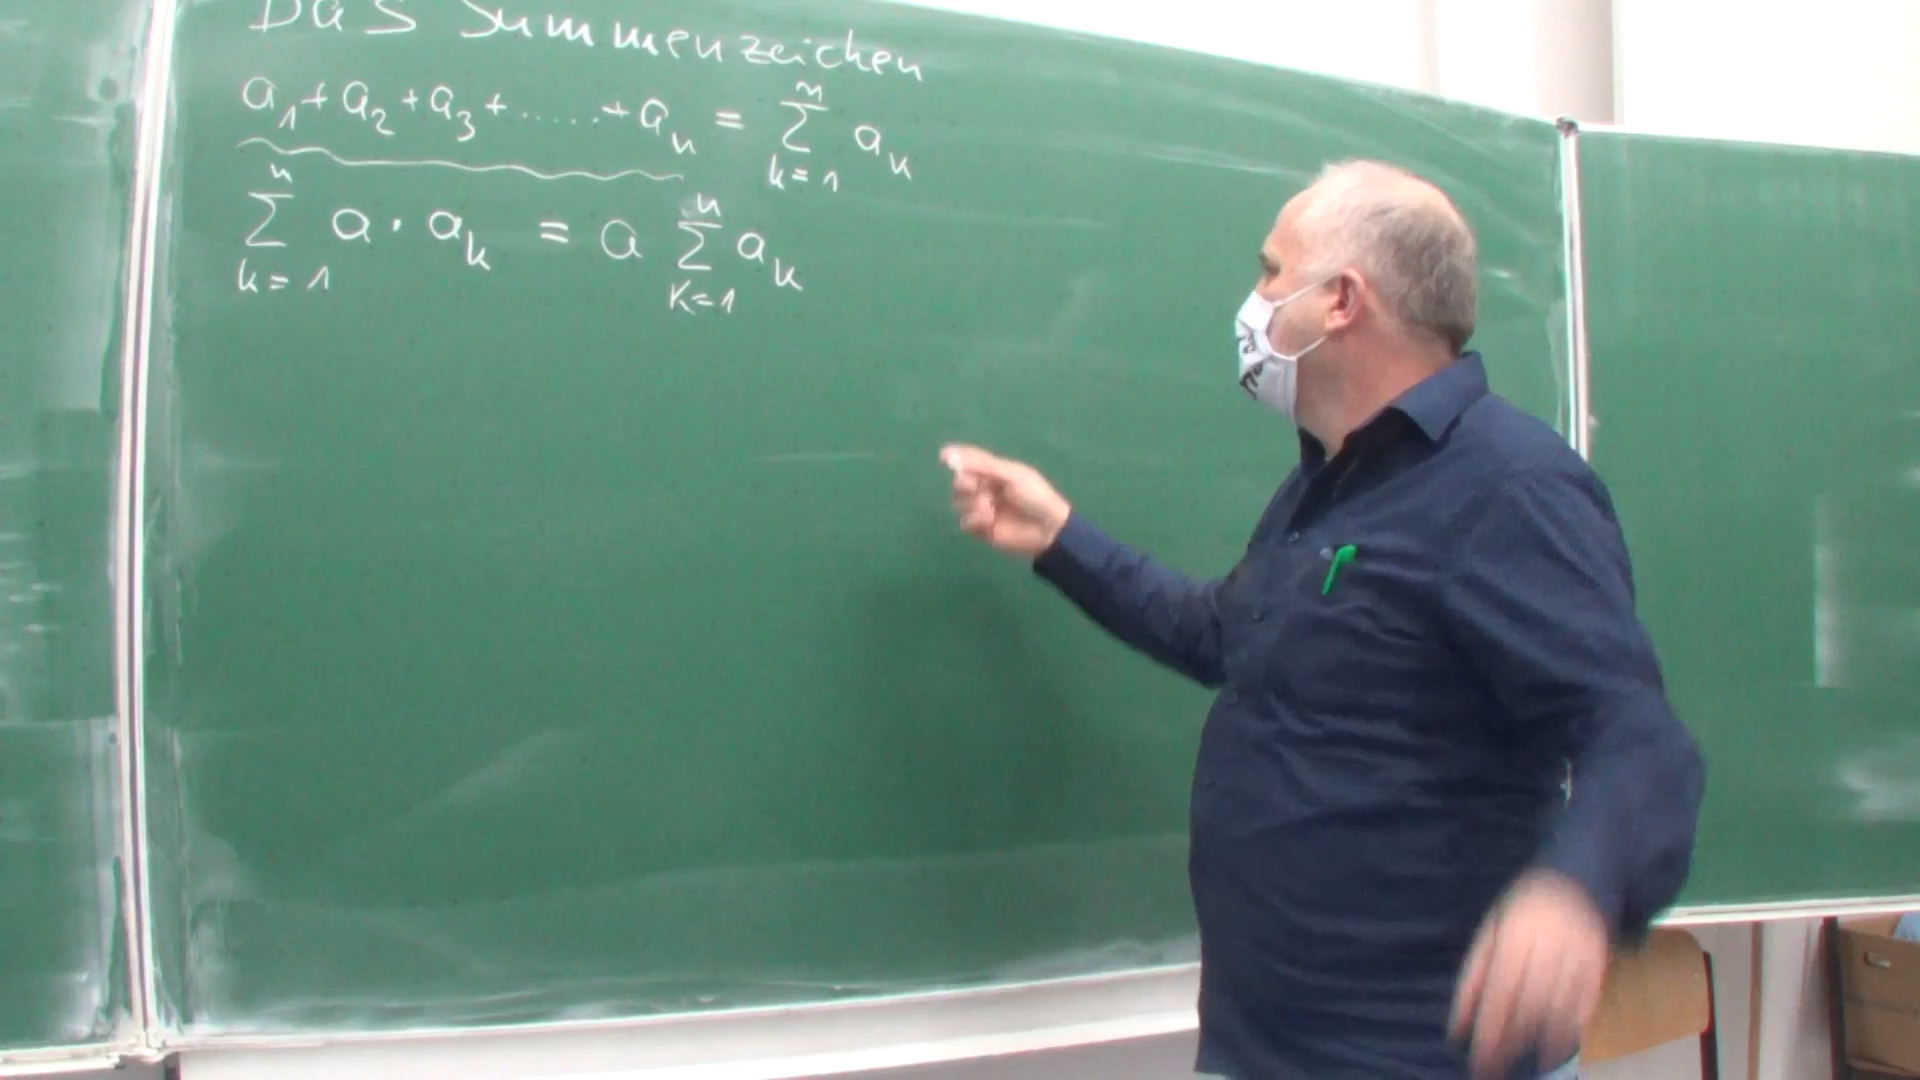 Das Summenzeichen
a₁ + a₂ + a₃ + ...... + aₙ = ∑ₖ₌₁ⁿ aₖ
∑ₖ₌₁ⁿ a · aₖ = a ∑ₖ₌₁ⁿ aₖ